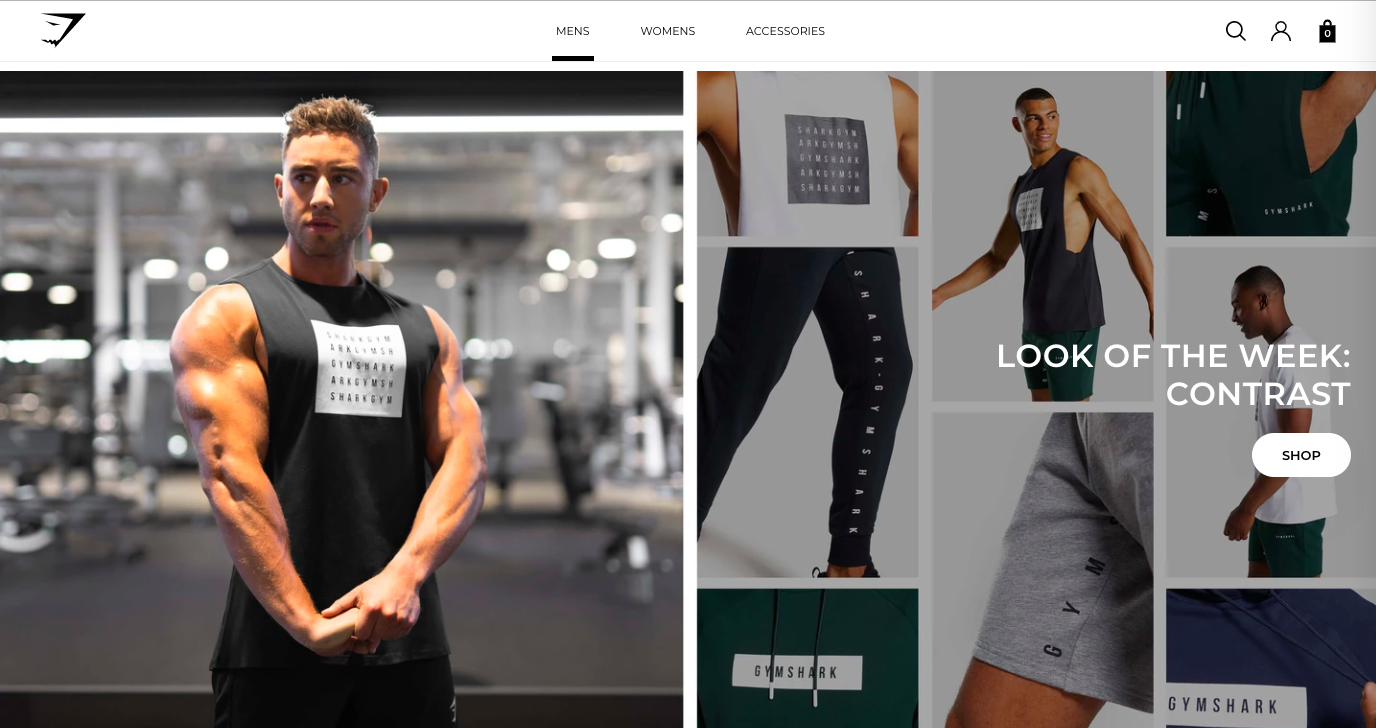 MENS
WOMENS
ACCESSORIES
0
SHARKGYM
ARKGYMSH
GYMSHARK
ARKGYMSH
SHARKGYM
SHARKGYM
ARKGYMSH
GYMSHARK
ARKGYMSH
SHARKGYM
GYMSHARK
SHARK-GYMSHARK
LOOK OF THE WEEK:
CONTRAST
SHOP
GYM
GYMSHARK
GYMSHARK